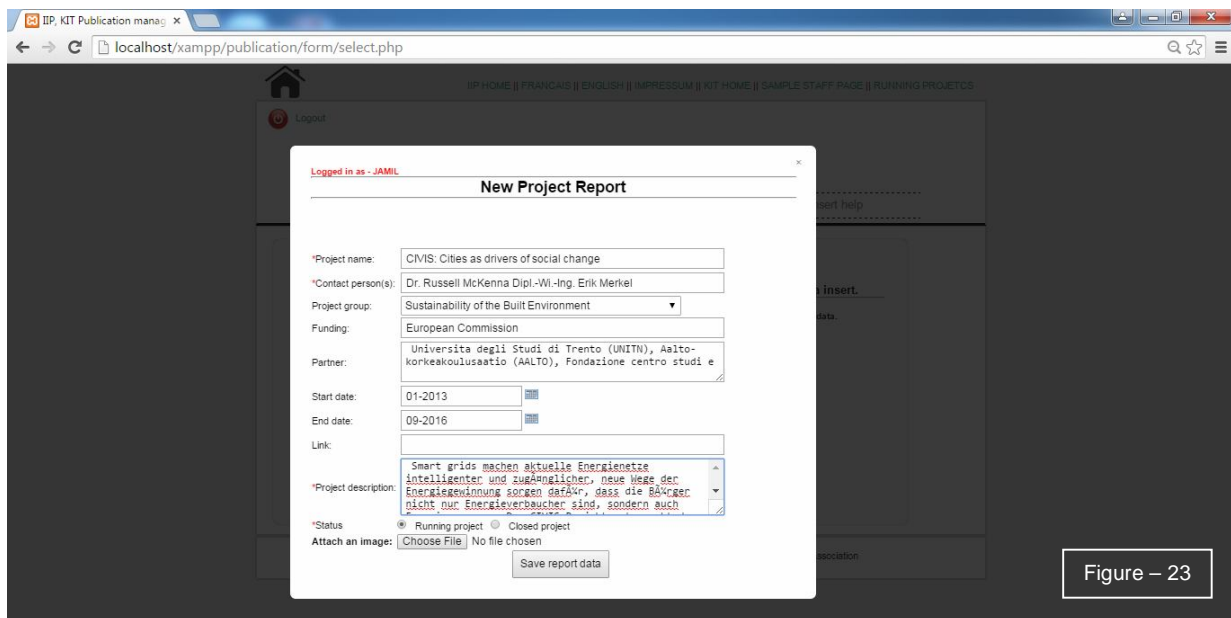 IIP, KIT Publication manag
localhost/xampp/publication/form/select.php
IIP HOME || FRANCAIS || ENGLISH || IMPRESSUM || KIT HOME || SAMPLE STAFF PAGE || RUNNING PROJETCS
Logout
Logged in as - JAMIL
×
New Project Report
nsert help
*Project name: CIVIS: Cities as drivers of social change
*Contact person(s): Dr. Russell McKenna Dipl.-Wi.-Ing. Erik Merkel
insert.
Project group: Sustainability of the Built Environment
data.
Funding: European Commission
Partner: Universita degli Studi di Trento (UNITN), Aalto-
korkeakoulusaatio (AALTO), Fondazione centro studi e
Start date: 01-2013
End date: 09-2016
Link:
*Project description: Smart grids machen aktuelle Energienetze
intelligenter und zugÃ¤nglicher, neue Wege der
Energiegewinnung sorgen dafÃ¼r, dass die BÃ¼rger
nicht nur Energieverbaucher sind, sondern auch
*Status Running project Closed project
Attach an image: Choose File No file chosen
Save report data
association
Figure – 23